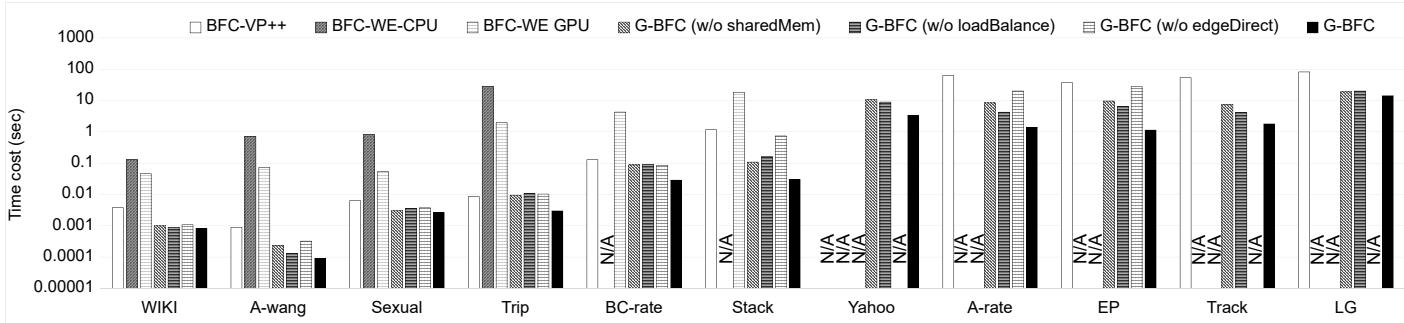 BFC-VP++ BFC-WE-CPU BFC-WE GPU G-BFC (w/o sharedMem) G-BFC (w/o loadBalance) G-BFC (w/o edgeDirect) G-BFC
Time cost (sec)
1000
100
10
1
0.1
0.01
0.001
0.0001
0.00001
N/A N/A N/A N/A N/A N/A N/A N/A N/A N/A N/A N/A N/A N/A N/A N/A
WIKI A-wang Sexual Trip BC-rate Stack Yahoo A-rate EP Track LG